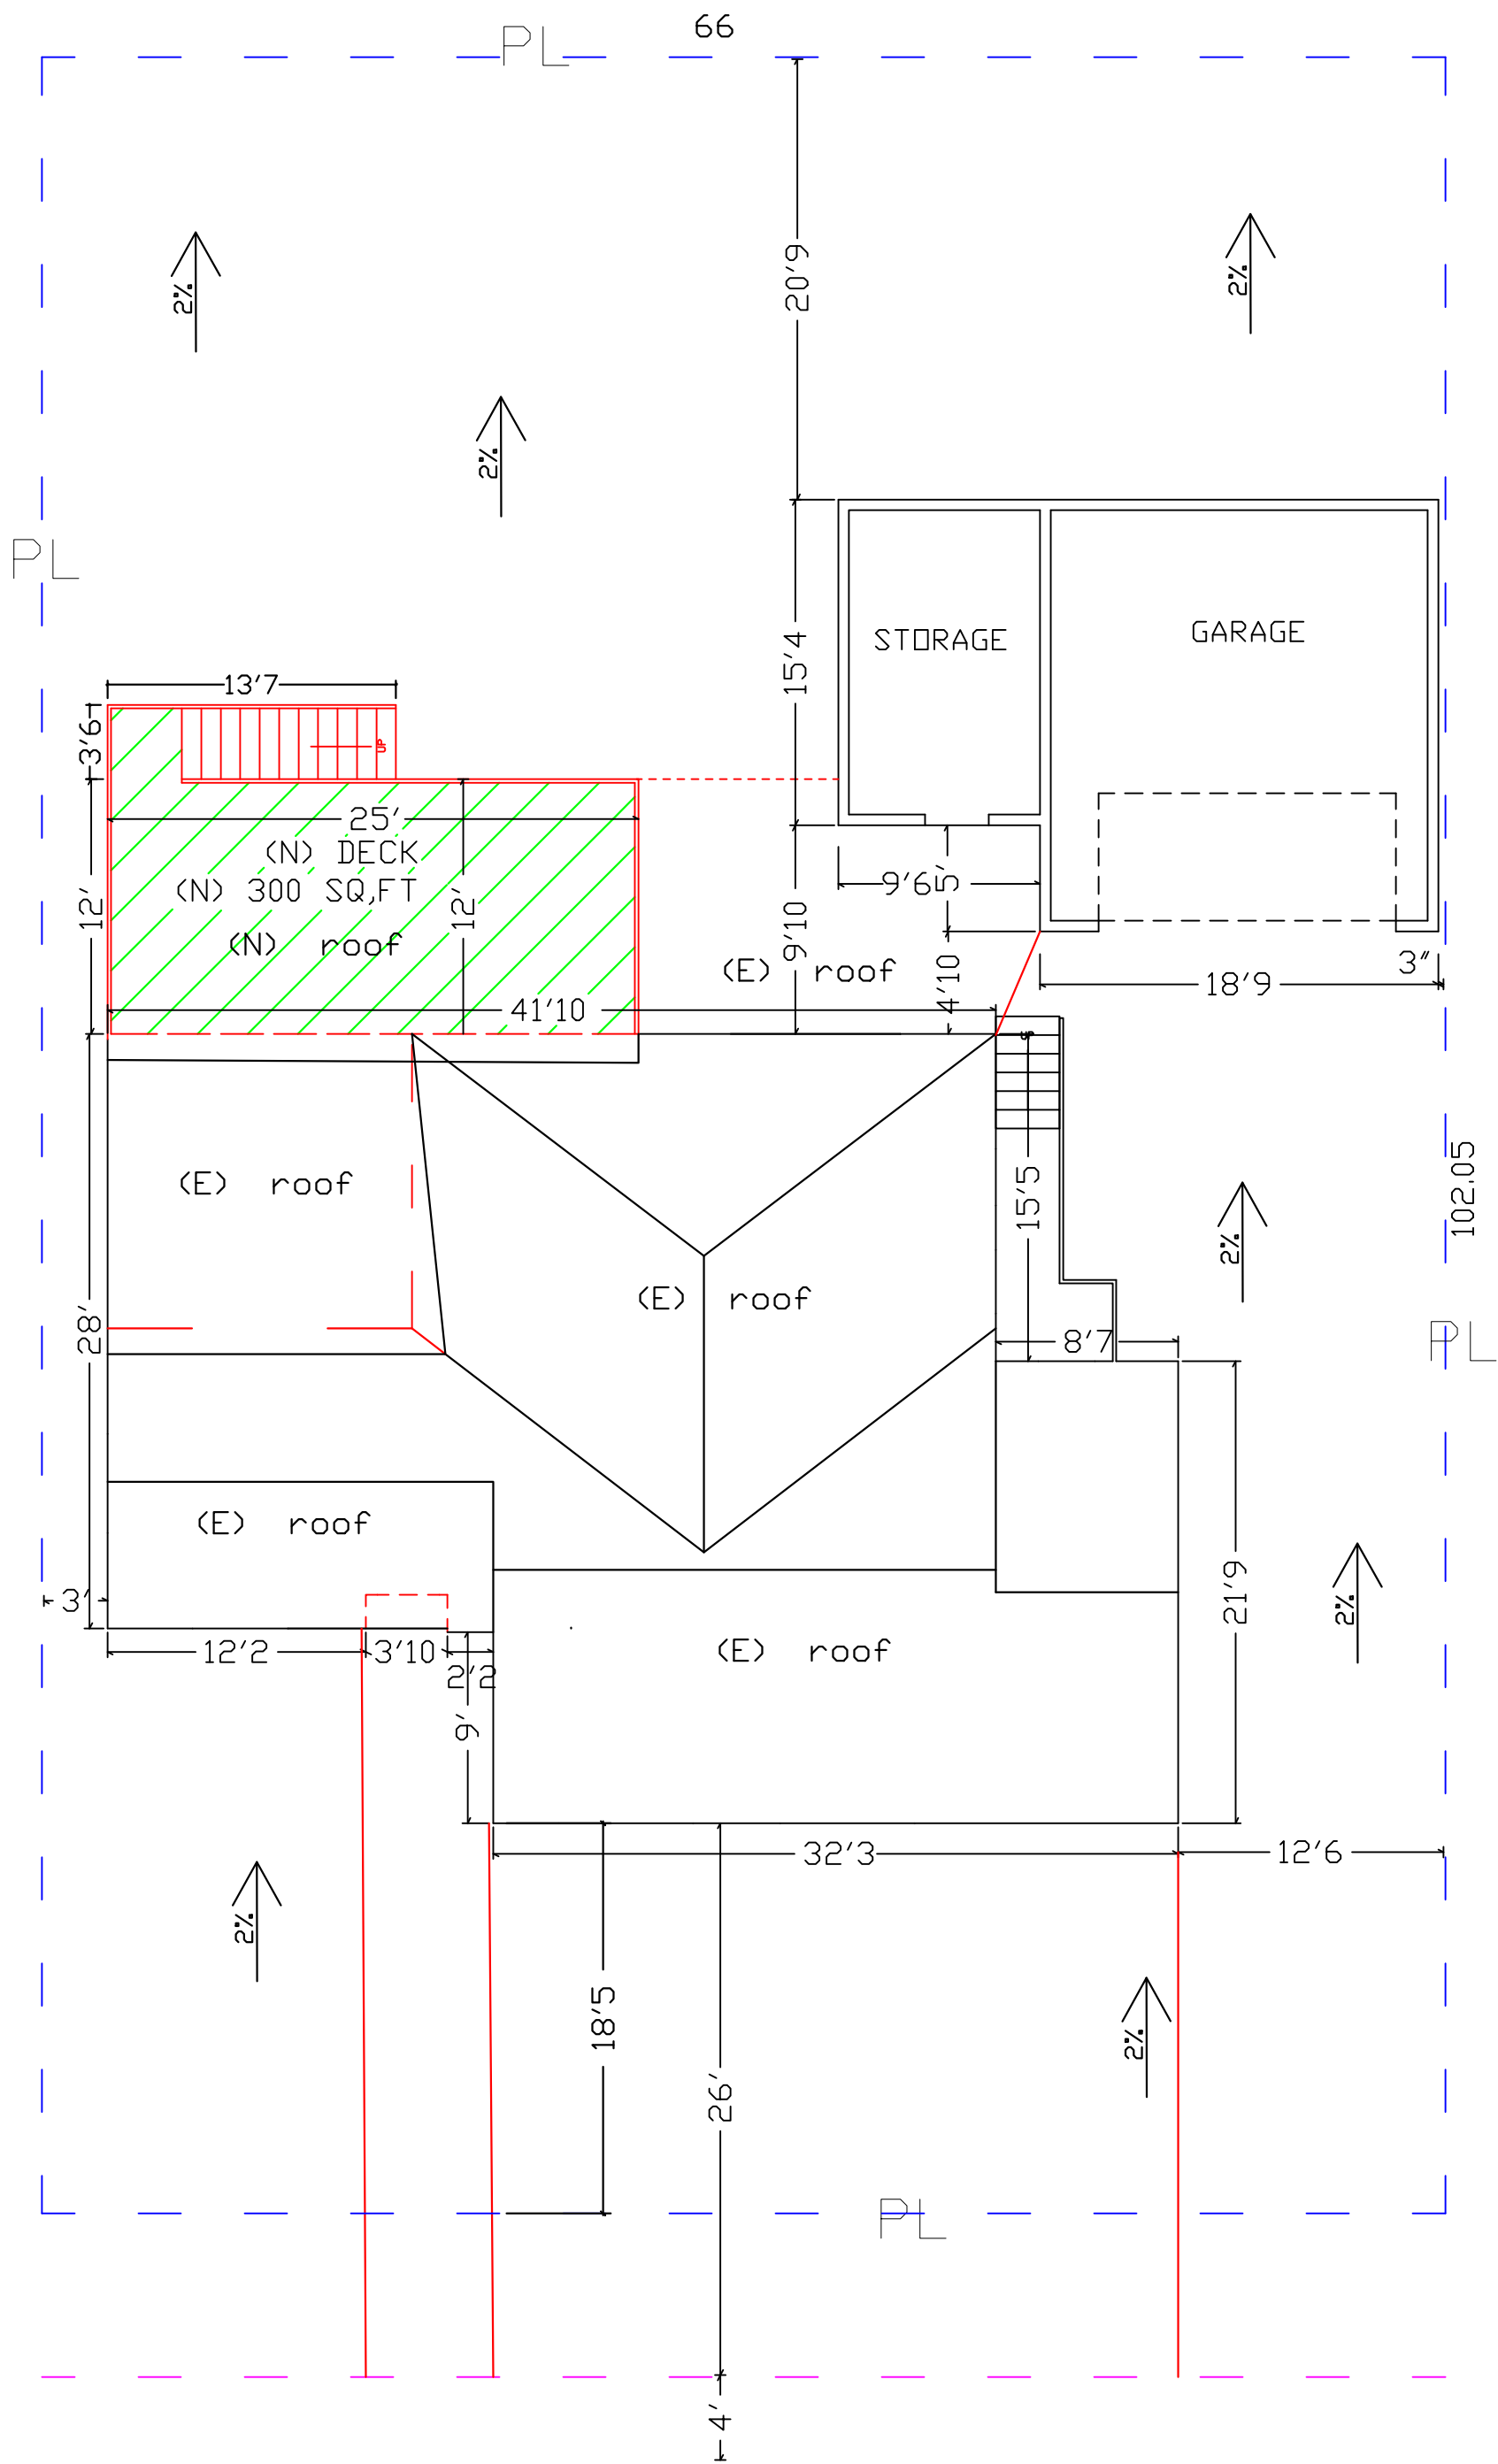 66
PL
20'9
2%
2%
2%
PL
STORAGE
GARAGE
15'4
13'7
3'6
UP
25'
(N) DECK
(N) 300 SQ,FT
(N) roof
12'
12'
9'6
5'
9'10
4'10
(E) roof
3"
18'9
41'10
UP
(E) roof
15'5
102.05
2%
28'
(E) roof
8'7
PL
(E) roof
3'
21'9
2%
12'2
3'10
2'2
(E) roof
9'
32'3
12'6
2%
18'5
2%
26'
PL
4'